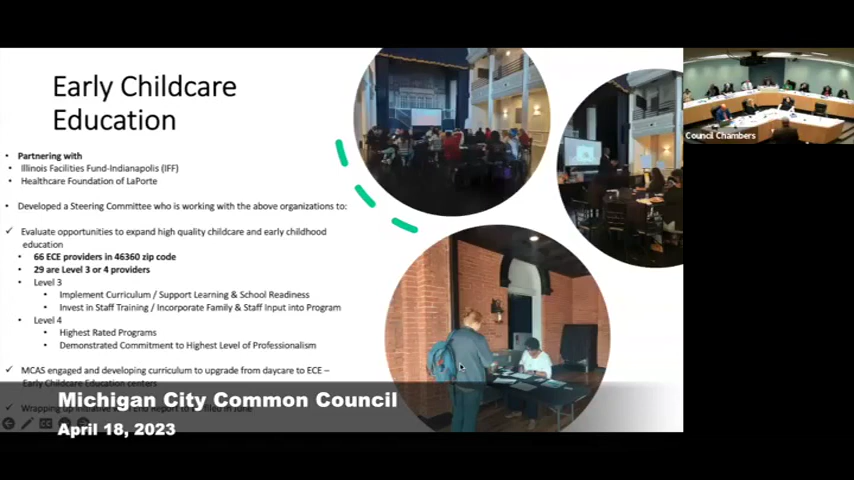 Early Childcare
Education
• Partnering with
• Illinois Facilities Fund-Indianapolis (IFF)
• Healthcare Foundation of LaPorte
• Developed a Steering Committee who is working with the above organizations to:
✓ Evaluate opportunities to expand high quality childcare and early childhood
education
• 66 ECE providers in 46360 zip code
• 29 are Level 3 or 4 providers
• Level 3
• Implement Curriculum / Support Learning & School Readiness
• Invest in Staff Training / Incorporate Family & Staff Input into Program
• Level 4
• Highest Rated Programs
• Demonstrated Commitment to Highest Level of Professionalism
✓ MCAS engaged and developing curriculum to upgrade from daycare to ECE –
Early Childcare Education centers
✓ Wrapping up
Council Chambers
Michigan City Common Council
April 18, 2023